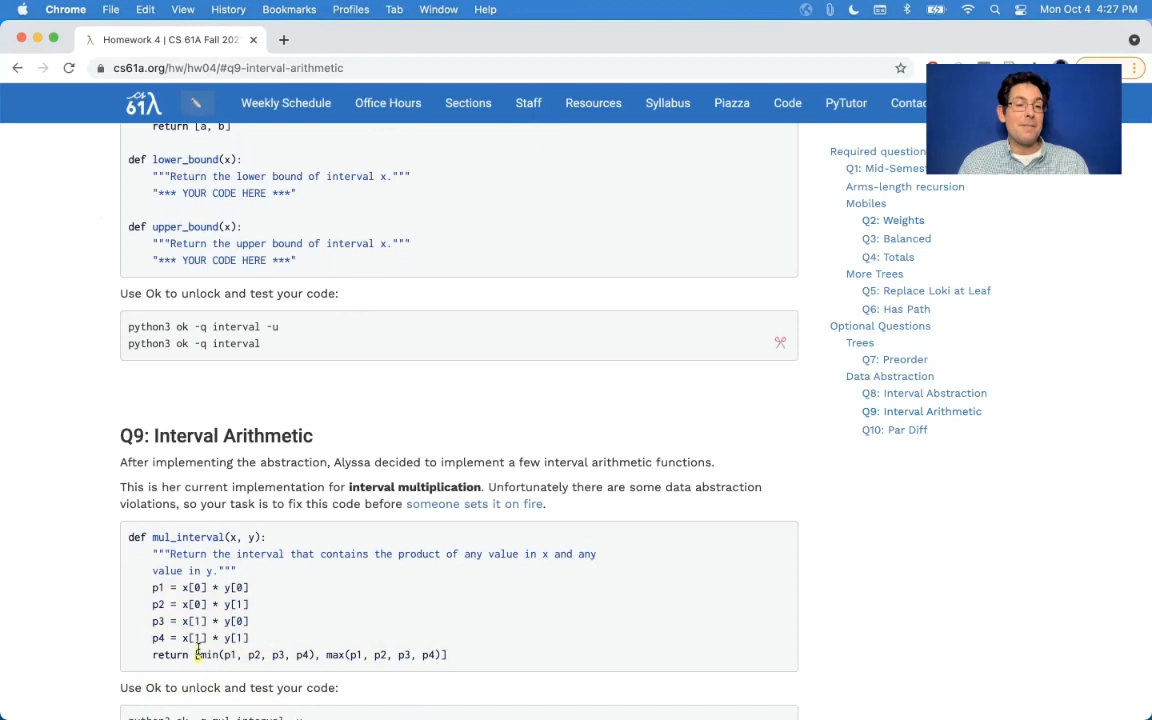 Chrome File Edit View History Bookmarks Profiles Tab Window Help Mon Oct 4 4:27 PM
Homework 4 | CS 61A Fall 202
cs61a.org/hw/hw04/#q9-interval-arithmetic
CS 61A Weekly Schedule Office Hours Sections Staff Resources Syllabus Piazza Code PyTutor Contac
return [a, b]
def lower_bound(x):
"""Return the lower bound of interval x."""
"*** YOUR CODE HERE ***"
def upper_bound(x):
"""Return the upper bound of interval x."""
"*** YOUR CODE HERE ***"
Use Ok to unlock and test your code:
python3 ok -q interval -u
python3 ok -q interval
Q9: Interval Arithmetic
After implementing the abstraction, Alyssa decided to implement a few interval arithmetic functions.
This is her current implementation for interval multiplication. Unfortunately there are some data abstraction
violations, so your task is to fix this code before someone sets it on fire.
def mul_interval(x, y):
"""Return the interval that contains the product of any value in x and any
value in y."""
p1 = x[0] * y[0]
p2 = x[0] * y[1]
p3 = x[1] * y[0]
p4 = x[1] * y[1]
return [min(p1, p2, p3, p4), max(p1, p2, p3, p4)]
Use Ok to unlock and test your code:
Required question
Q1: Mid-Semes
Arms-length recursion
Mobiles
Q2: Weights
Q3: Balanced
Q4: Totals
More Trees
Q5: Replace Loki at Leaf
Q6: Has Path
Optional Questions
Trees
Q7: Preorder
Data Abstraction
Q8: Interval Abstraction
Q9: Interval Arithmetic
Q10: Par Diff